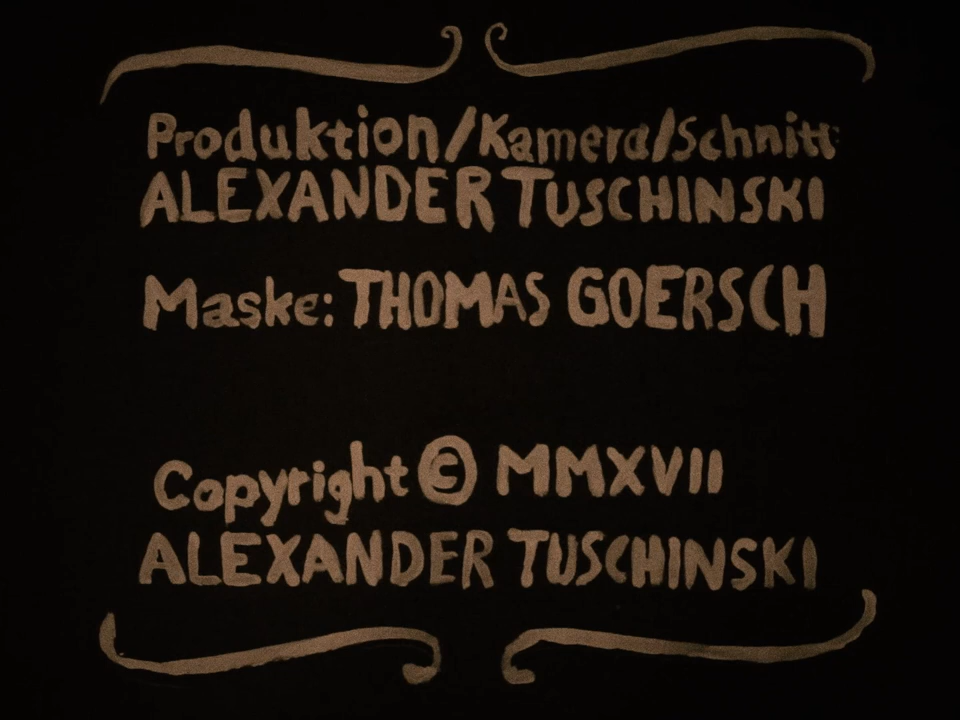 Produktion/Kamera/Schnitt:
ALEXANDER TUSCHINSKI
Maske: THOMAS GOERSCH
Copyright © MMXVII
ALEXANDER TUSCHINSKI